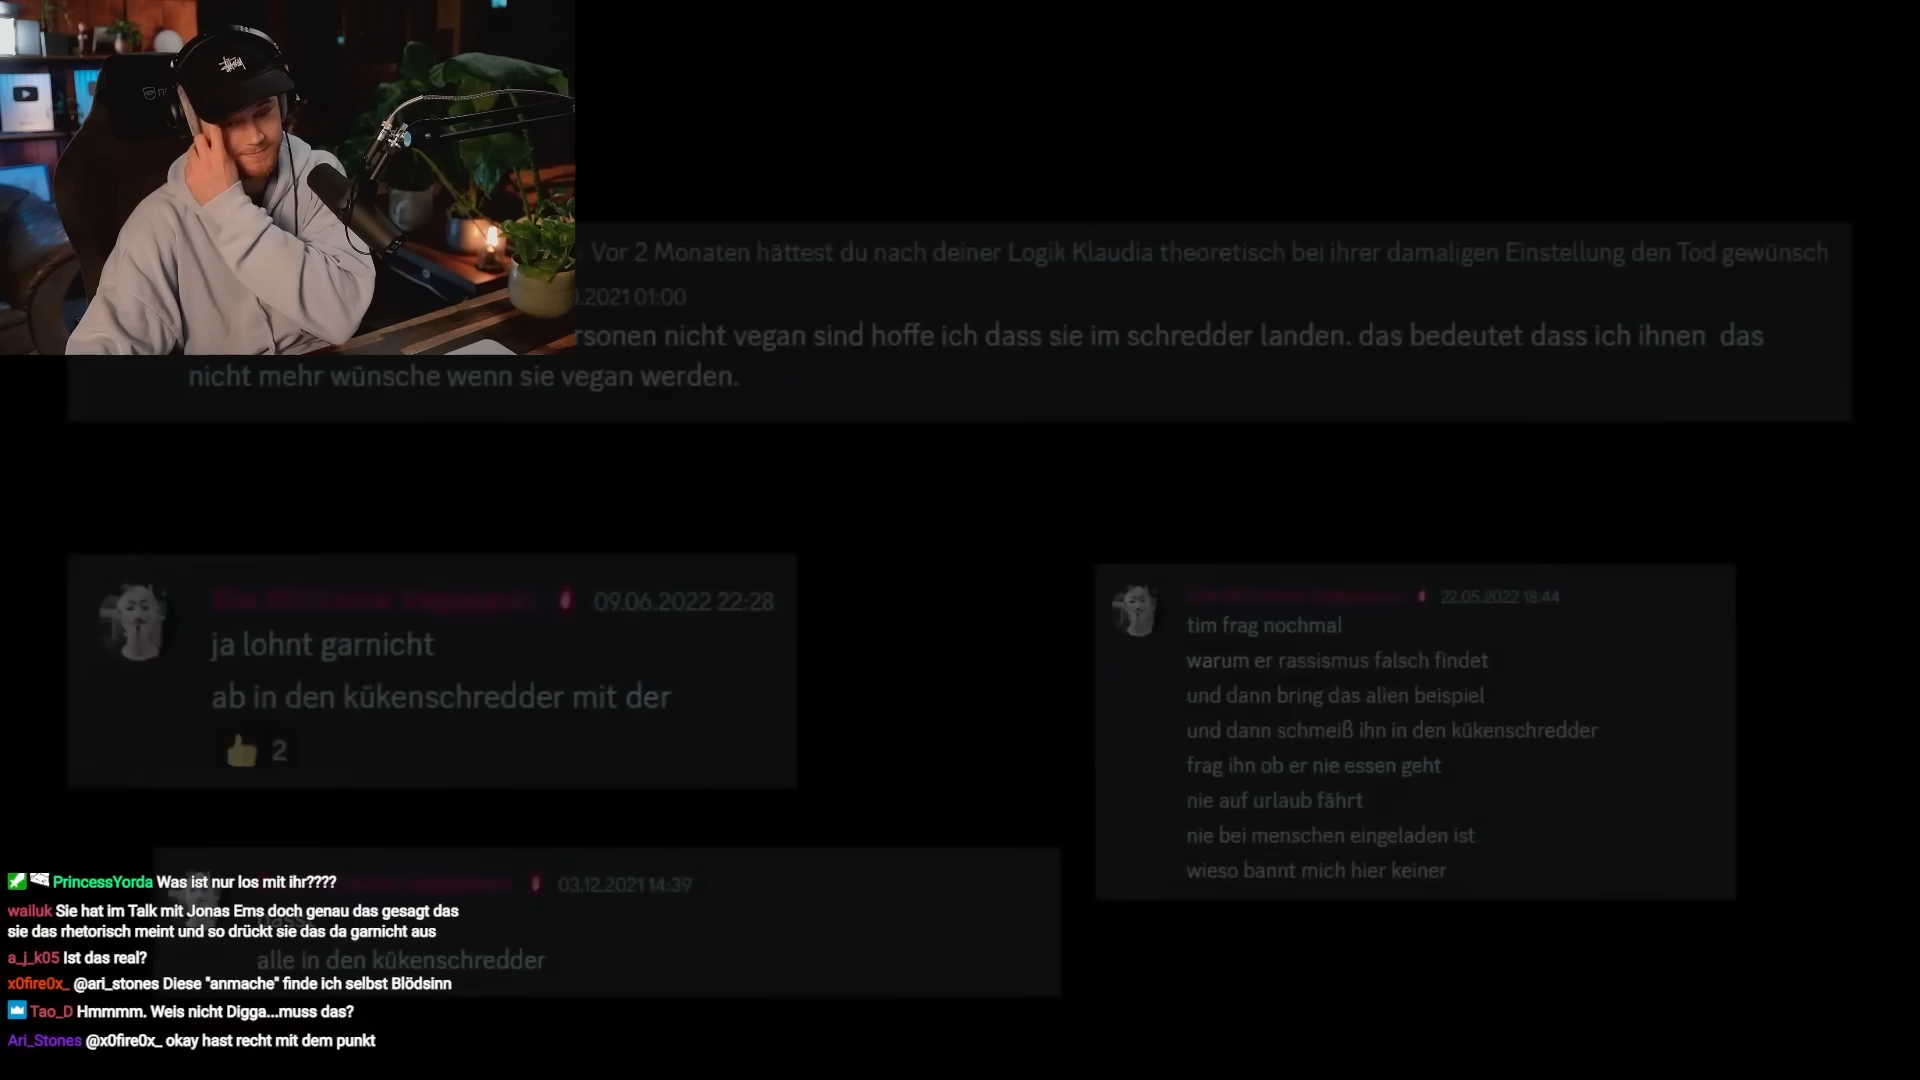 Vor 2 Monaten hättest du nach deiner Logik Klaudia theoretisch bei ihrer damaligen Einstellung den Tod gewünsch
.2021 01:00
rsonen nicht vegan sind hoffe ich dass sie im schredder landen. das bedeutet dass ich ihnen das
nicht mehr wünsche wenn sie vegan werden.
09.06.2022 22:28
ja lohnt garnicht
ab in den kükenschredder mit der
2
22.05.2022 18:44
tim frag nochmal
warum er rassismus falsch findet
und dann bring das alien beispiel
und dann schmeiß ihn in den kükenschredder
frag ihn ob er nie essen geht
nie auf urlaub fährt
nie bei menschen eingeladen ist
wieso bannt mich hier keiner
03.12.2021 14:39
alle in den kükenschredder
PrincessYorda Was ist nur los mit ihr????
wailuk Sie hat im Talk mit Jonas Ems doch genau das gesagt das
sie das rhetorisch meint und so drückt sie das da garnicht aus
a_j_k05 Ist das real?
x0fire0x_ @ari_stones Diese "anmache" finde ich selbst Blödsinn
Tao_D Hmmmm. Weis nicht Digga...muss das?
Ari_Stones @x0fire0x_ okay hast recht mit dem punkt